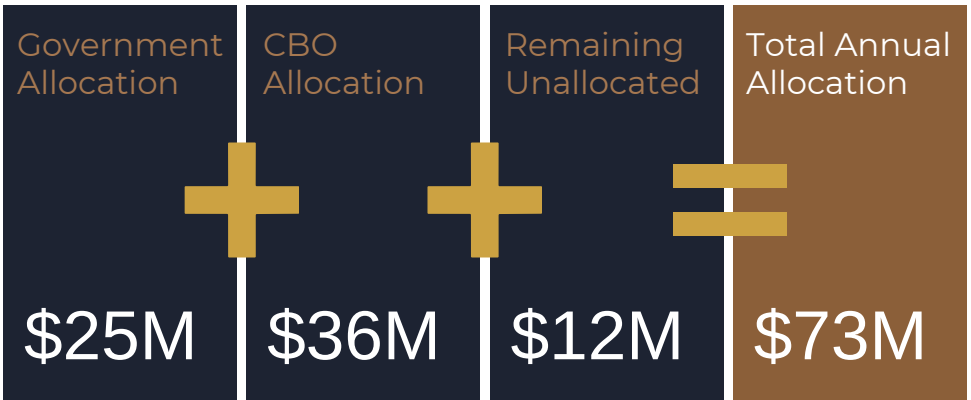 Government
Allocation
$25M
CBO
Allocation
$36M
Remaining
Unallocated
$12M
Total Annual
Allocation
$73M